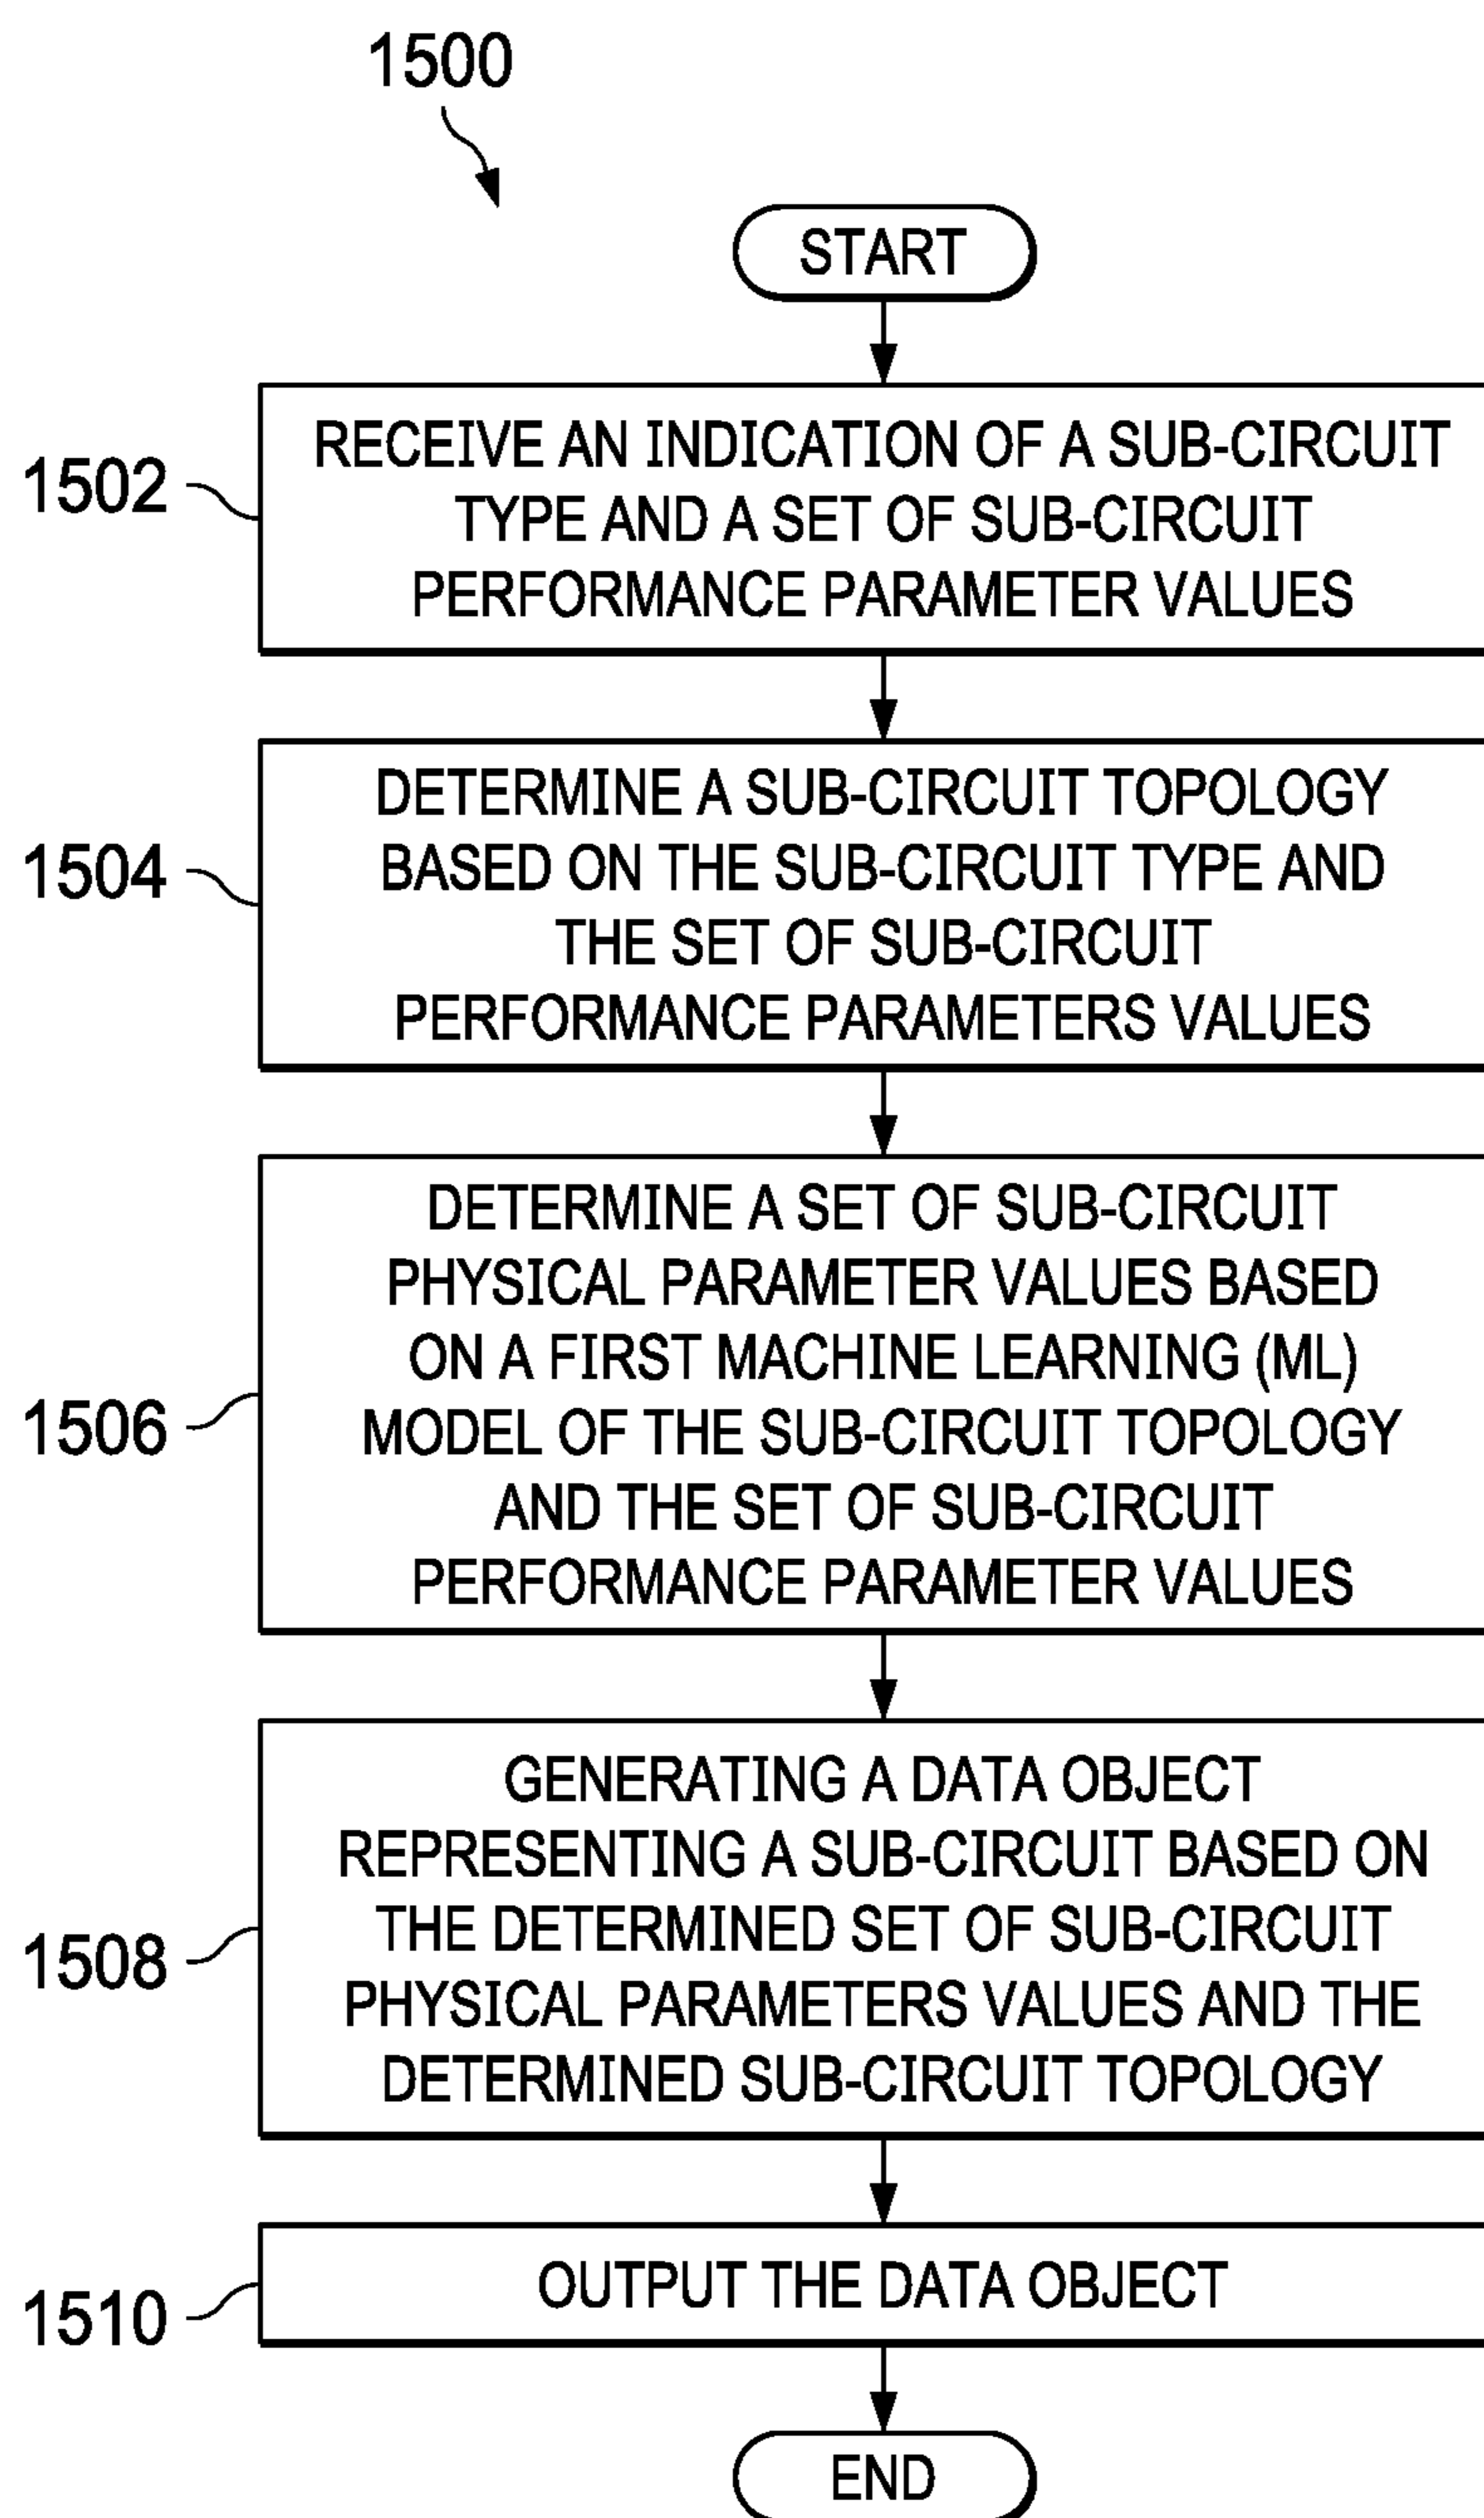 1500
START
1502
RECEIVE AN INDICATION OF A SUB-CIRCUIT
TYPE AND A SET OF SUB-CIRCUIT
PERFORMANCE PARAMETER VALUES
1504
DETERMINE A SUB-CIRCUIT TOPOLOGY
BASED ON THE SUB-CIRCUIT TYPE AND
THE SET OF SUB-CIRCUIT
PERFORMANCE PARAMETERS VALUES
1506
DETERMINE A SET OF SUB-CIRCUIT
PHYSICAL PARAMETER VALUES BASED
ON A FIRST MACHINE LEARNING (ML)
MODEL OF THE SUB-CIRCUIT TOPOLOGY
AND THE SET OF SUB-CIRCUIT
PERFORMANCE PARAMETER VALUES
1508
GENERATING A DATA OBJECT
REPRESENTING A SUB-CIRCUIT BASED ON
THE DETERMINED SET OF SUB-CIRCUIT
PHYSICAL PARAMETERS VALUES AND THE
DETERMINED SUB-CIRCUIT TOPOLOGY
1510
OUTPUT THE DATA OBJECT
END